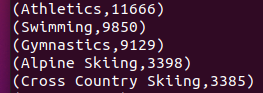 (Athletics,11666)
(Swimming,9850)
(Gymnastics,9129)
(Alpine Skiing,3398)
(Cross Country Skiing,3385)